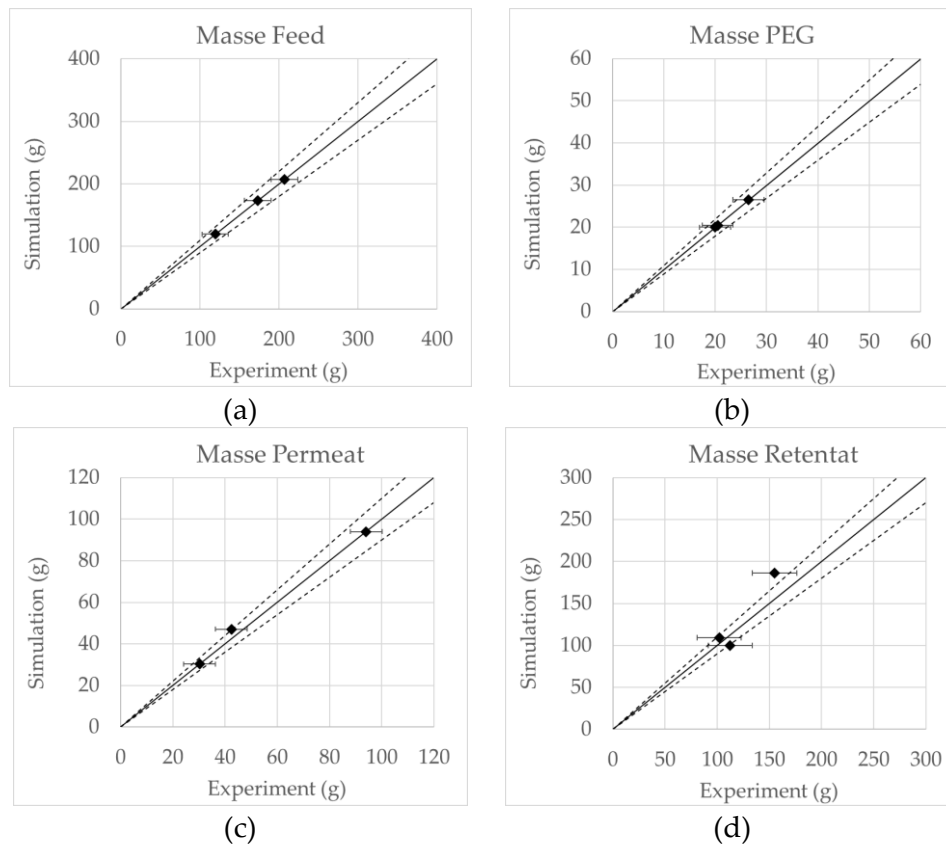 Masse Feed
400
300
200
100
0
0 100 200 300 400
Simulation (g)
Experiment (g)
(a)
Masse PEG
60
50
40
30
20
10
0
0 10 20 30 40 50 60
Simulation (g)
Experiment (g)
(b)
Masse Permeat
120
100
80
60
40
20
0
0 20 40 60 80 100 120
Simulation (g)
Experiment (g)
(c)
Masse Retentat
300
250
200
150
100
50
0
0 50 100 150 200 250 300
Simulation (g)
Experiment (g)
(d)